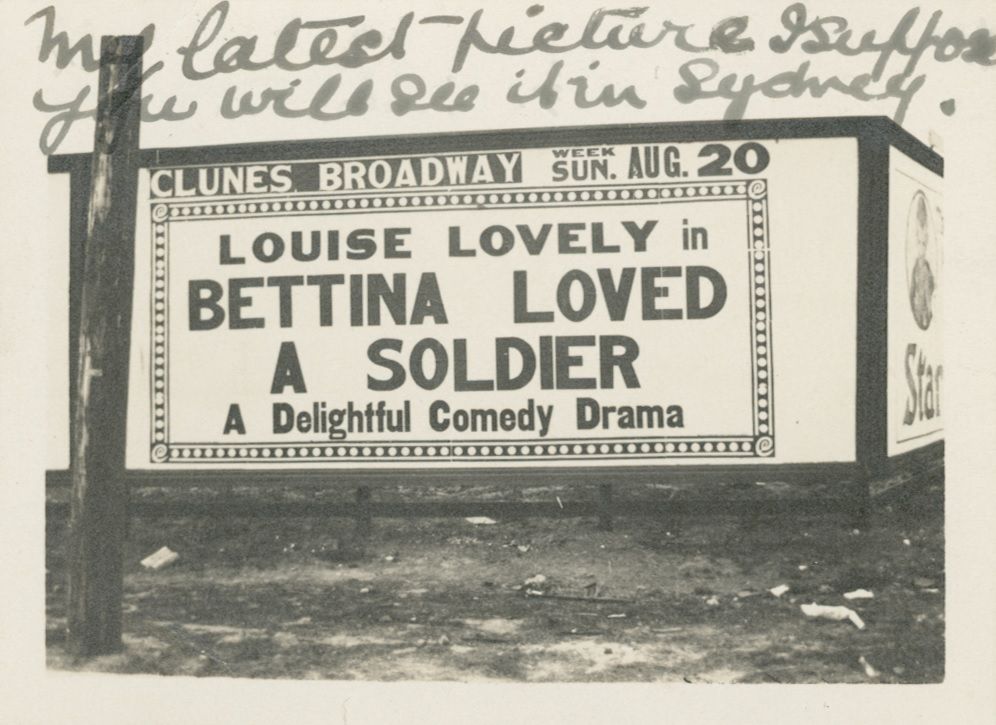 My latest picture I suppose
you will see it in Sydney.
CLUNES BROADWAY WEEK SUN. AUG. 20
LOUISE LOVELY in
BETTINA LOVED
A SOLDIER
A Delightful Comedy Drama
Star